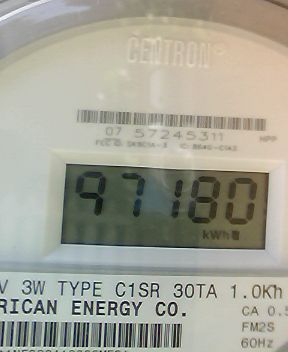 CENTRON®
07 57245311
HPP
97180
kWh
V 3W TYPE C1SR 30TA 1.0Kh
RICAN ENERGY CO.
CA 0.5
FM2S
60Hz